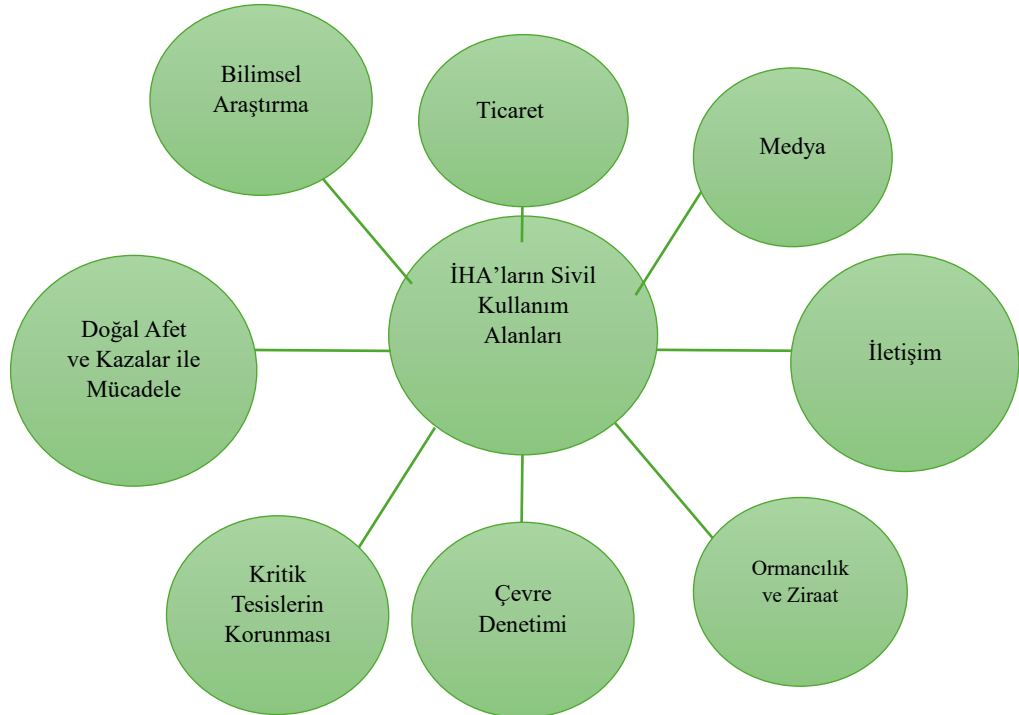 Bilimsel
Araştırma
Ticaret
Medya
İHA’ların Sivil
Kullanım
Alanları
Doğal Afet
ve Kazalar ile
Mücadele
İletişim
Kritik
Tesislerin
Korunması
Çevre
Denetimi
Ormancılık
ve Ziraat